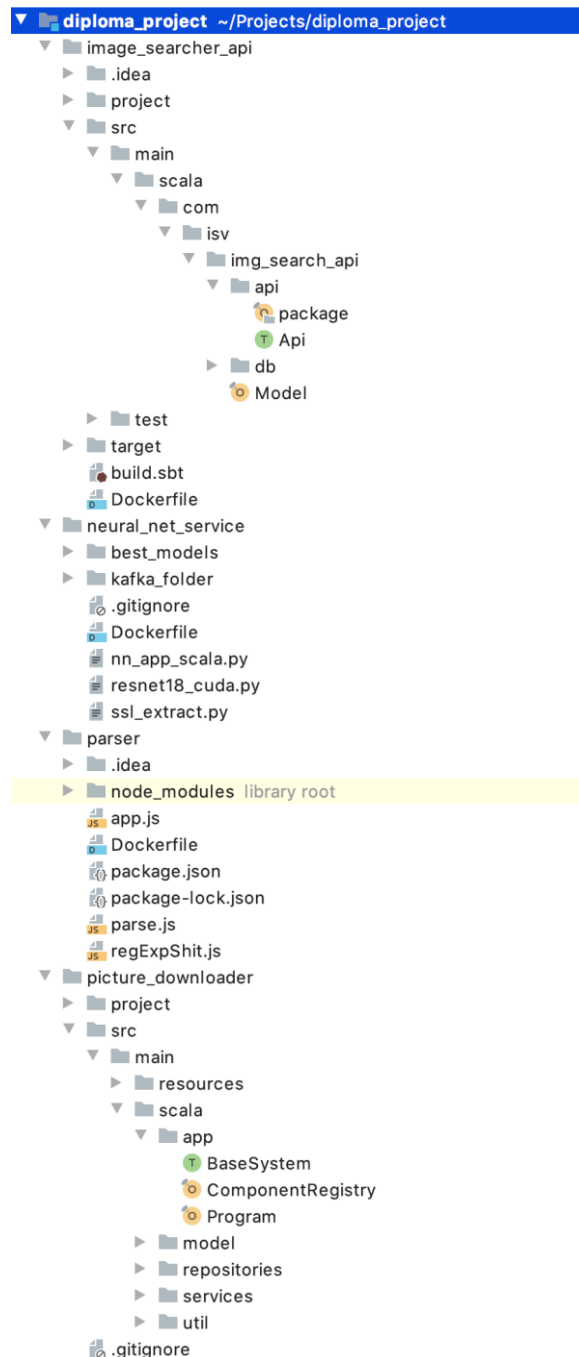 diploma_project ~/Projects/diploma_project
image_searcher_api
.idea
project
src
main
scala
com
isv
img_search_api
api
package
T Api
db
O Model
test
target
build.sbt
D Dockerfile
neural_net_service
best_models
kafka_folder
.gitignore
D Dockerfile
nn_app_scala.py
resnet18_cuda.py
ssl_extract.py
parser
.idea
node_modules library root
JS app.js
D Dockerfile
package.json
package-lock.json
JS parse.js
JS regExpShit.js
picture_downloader
project
src
main
resources
scala
app
T BaseSystem
O ComponentRegistry
O Program
model
repositories
services
util
.gitignore